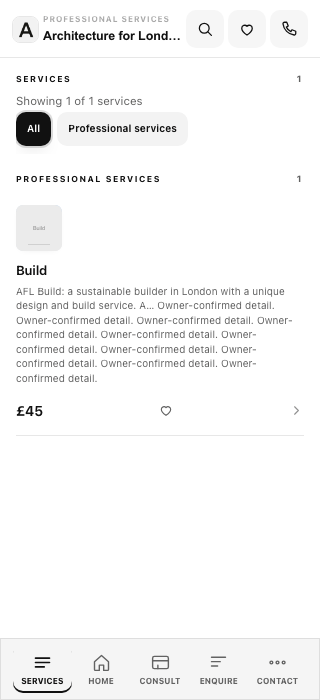 A
PROFESSIONAL SERVICES
Architecture for Lond...
SERVICES 1
Showing 1 of 1 services
All Professional services
PROFESSIONAL SERVICES 1
Build
Build
AFL Build: a sustainable builder in London with a unique
design and build service. A... Owner-confirmed detail.
Owner-confirmed detail. Owner-confirmed detail. Owner-
confirmed detail. Owner-confirmed detail. Owner-
confirmed detail. Owner-confirmed detail. Owner-
confirmed detail. Owner-confirmed detail. Owner-
confirmed detail.
£45
SERVICES HOME CONSULT ENQUIRE CONTACT